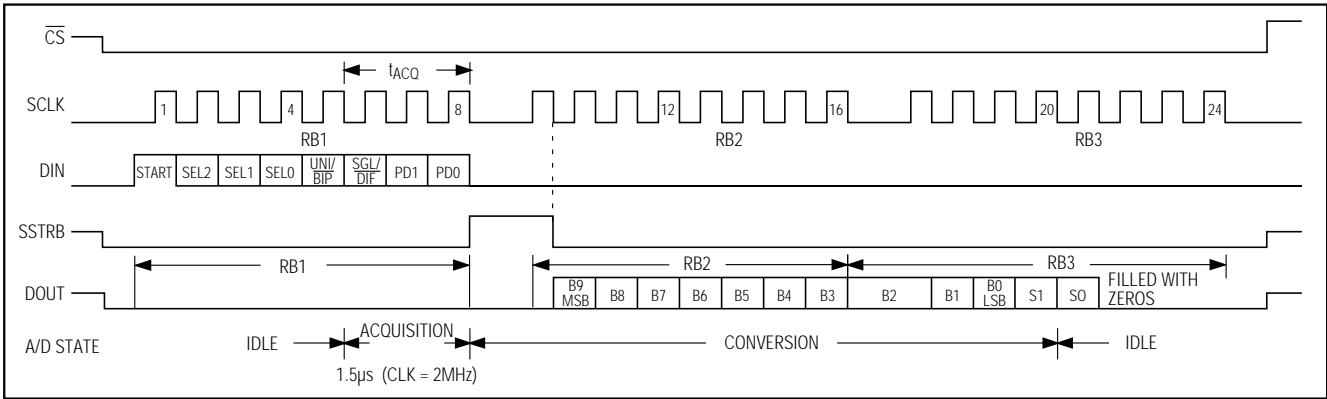 CS
tACQ
SCLK 1 4 8 12 16 20 24
RB1 RB2 RB3
DIN START SEL2 SEL1 SEL0 UNI/BIP SGL/DIF PD1 PD0
SSTRB
RB1 RB2 RB3
DOUT B9 MSB B8 B7 B6 B5 B4 B3 B2 B1 B0 LSB S1 S0 FILLED WITH ZEROS
A/D STATE IDLE ACQUISITION CONVERSION IDLE
1.5µs (CLK = 2MHz)